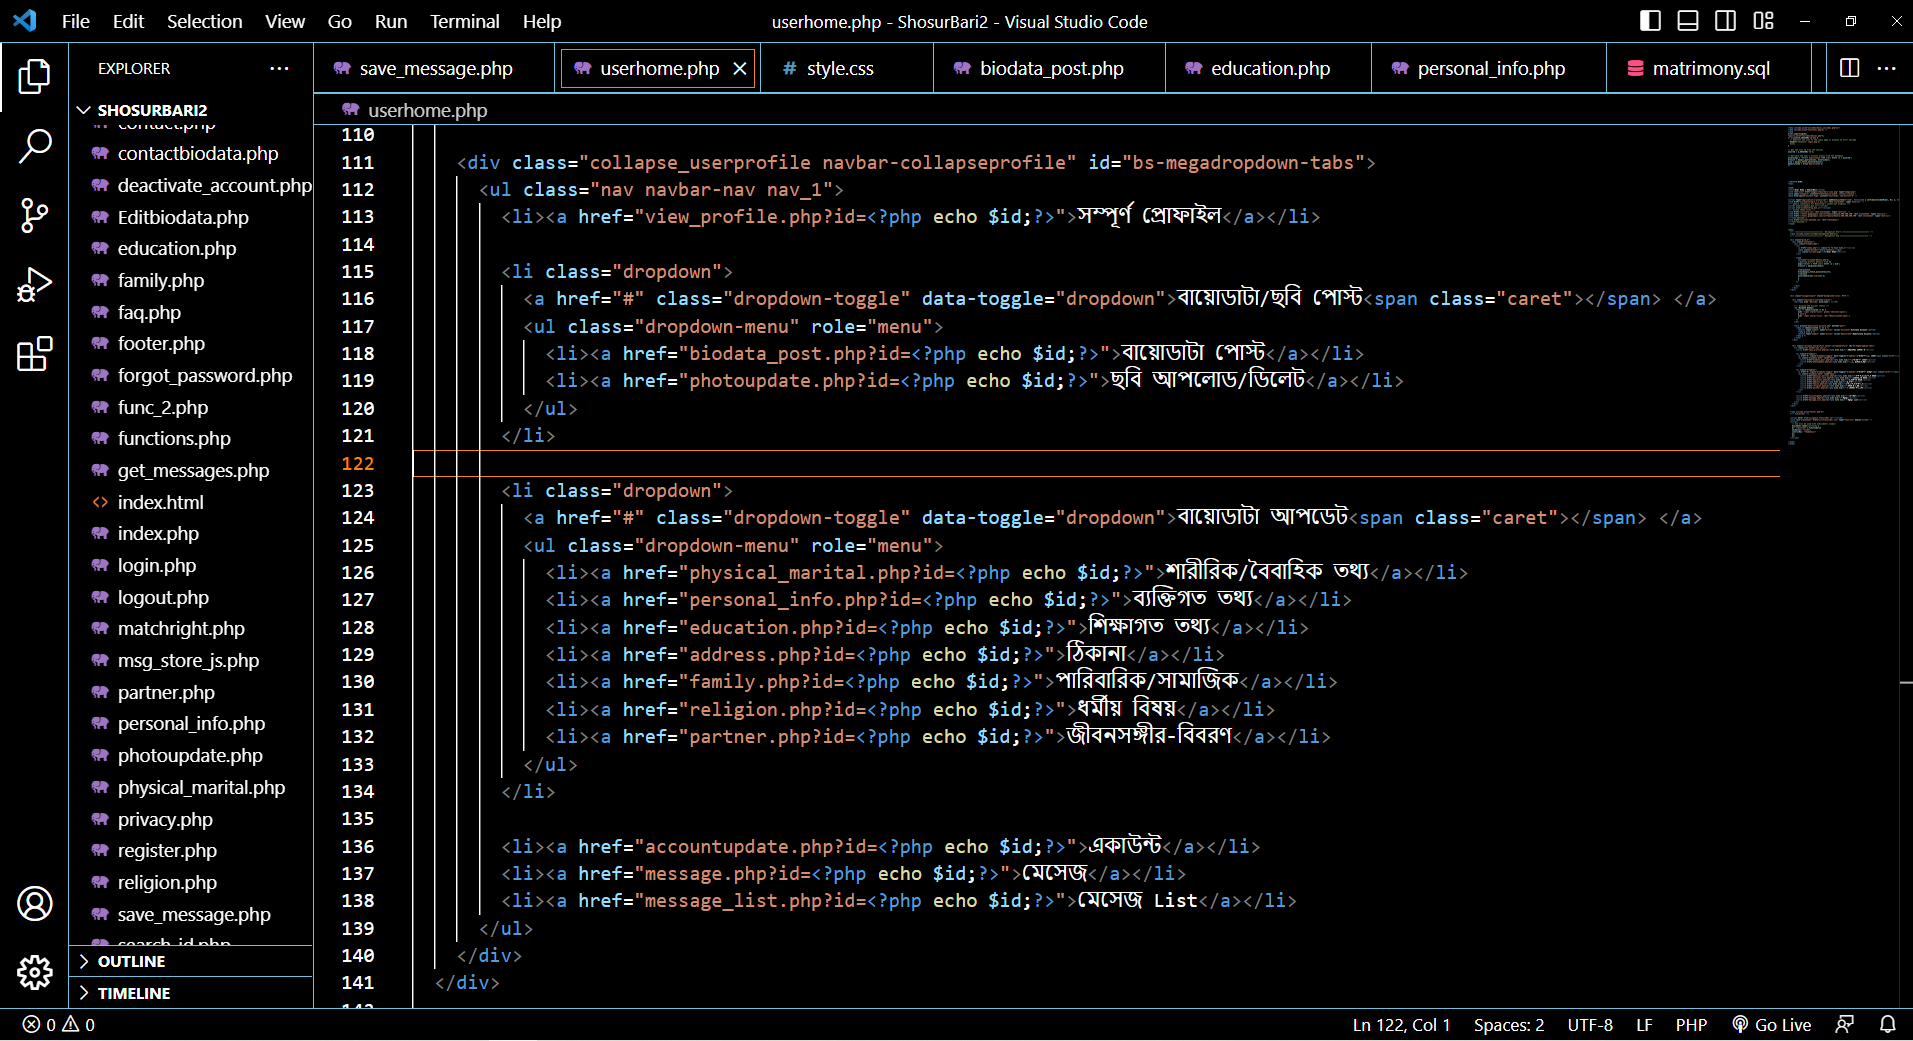 File Edit Selection View Go Run Terminal Help
userhome.php - ShosurBari2 - Visual Studio Code
EXPLORER
SHOSURBARI2
contact.php
contactbiodata.php
deactivate_account.php
Editbiodata.php
education.php
family.php
faq.php
footer.php
forgot_password.php
func_2.php
functions.php
get_messages.php
index.html
index.php
login.php
logout.php
matchright.php
msg_store_js.php
partner.php
personal_info.php
photoupdate.php
physical_marital.php
privacy.php
register.php
religion.php
save_message.php
search_id.php
OUTLINE
TIMELINE
save_message.php userhome.php # style.css biodata_post.php education.php personal_info.php matrimony.sql
userhome.php
110
111 <div class="collapse_userprofile navbar-collapseprofile" id="bs-megadropdown-tabs">
112 <ul class="nav navbar-nav nav_1">
113 <li><a href="view_profile.php?id=<?php echo $id;?>">সম্পূর্ণ প্রোফাইল</a></li>
114
115 <li class="dropdown">
116 <a href="#" class="dropdown-toggle" data-toggle="dropdown">বায়োডাটা/ছবি পোস্ট<span class="caret"></span> </a>
117 <ul class="dropdown-menu" role="menu">
118 <li><a href="biodata_post.php?id=<?php echo $id;?>">বায়োডাটা পোস্ট</a></li>
119 <li><a href="photoupdate.php?id=<?php echo $id;?>">ছবি আপলোড/ডিলেট</a></li>
120 </ul>
121 </li>
122
123 <li class="dropdown">
124 <a href="#" class="dropdown-toggle" data-toggle="dropdown">বায়োডাটা আপডেট<span class="caret"></span> </a>
125 <ul class="dropdown-menu" role="menu">
126 <li><a href="physical_marital.php?id=<?php echo $id;?>">শারীরিক/বৈবাহিক তথ্য</a></li>
127 <li><a href="personal_info.php?id=<?php echo $id;?>">ব্যক্তিগত তথ্য</a></li>
128 <li><a href="education.php?id=<?php echo $id;?>">শিক্ষাগত তথ্য</a></li>
129 <li><a href="address.php?id=<?php echo $id;?>">ঠিকানা</a></li>
130 <li><a href="family.php?id=<?php echo $id;?>">পারিবারিক/সামাজিক</a></li>
131 <li><a href="religion.php?id=<?php echo $id;?>">ধর্মীয় বিষয়</a></li>
132 <li><a href="partner.php?id=<?php echo $id;?>">জীবনসঙ্গীর-বিবরণ</a></li>
133 </ul>
134 </li>
135
136 <li><a href="accountupdate.php?id=<?php echo $id;?>">একাউন্ট</a></li>
137 <li><a href="message.php?id=<?php echo $id;?>">মেসেজ</a></li>
138 <li><a href="message_list.php?id=<?php echo $id;?>">মেসেজ List</a></li>
139 </ul>
140 </div>
141 </div>
0 0 Ln 122, Col 1 Spaces: 2 UTF-8 LF PHP Go Live